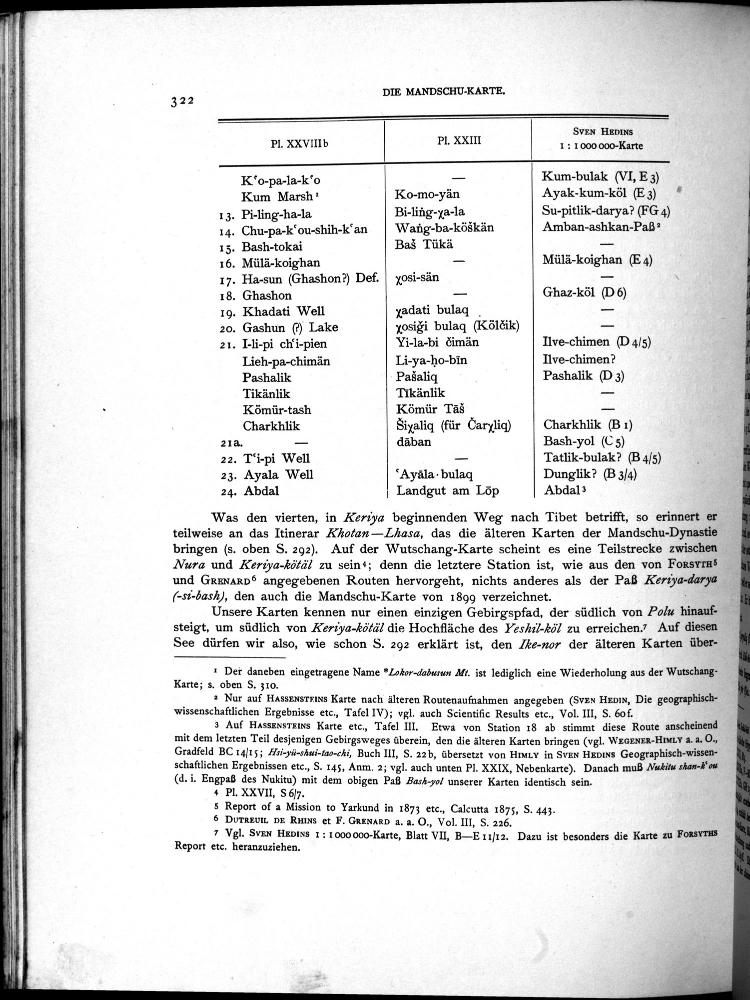 322
DIE MANDSCHU-KARTE.
Pl. XXVIIIb Pl. XXIII SVEN HEDINS
1 : 1 000 000-Karte
Kʻo-pa-la-kʻo — Kum-bulak (VI, E 3)
Kum Marsh¹ Ko-mo-yän Ayak-kum-köl (E 3)
13. Pi-ling-ha-la Bi-liṅg-χa-la Su-pitlik-darya? (FG 4)
14. Chu-pa-kʻou-shih-kʻan Waṅg-ba-köškän Amban-ashkan-Paß²
15. Bash-tokai Baš Tükä —
16. Mülä-koighan — Mülä-koighan (E 4)
17. Ha-sun (Ghashon?) Def. χosi-sän
18. Ghashon — Ghaz-köl (D 6)
19. Khadati Well χadati bulaq —
20. Gashun (?) Lake χosiği bulaq (Kölčik) —
21. I-li-pi chʻi-pien Yi-la-bi čimän Ilve-chimen (D 4/5)
Lieh-pa-chimän Li-ya-ḥo-bīn Ilve-chimen?
Pashalik Pašaliq Pashalik (D 3)
Tikänlik Tīkänlik —
Kömür-tash Kömür Tāš —
Charkhlik Šiχaliq (für Čarχliq) Charkhlik (B 1)
21a. — dāban Bash-yol (C 5)
22. Tʻi-pi Well — Tatlik-bulak? (B 4/5)
23. Ayala Well ʻAyāla·bulaq Dunglik? (B 3/4)
24. Abdal Landgut am Lōp Abdal³
Was den vierten, in Keriya beginnenden Weg nach Tibet betrifft, so erinnert er
teilweise an das Itinerar Khotan—Lhasa, das die älteren Karten der Mandschu-Dynastie
bringen (s. oben S. 292). Auf der Wutschang-Karte scheint es eine Teilstrecke zwischen
Nura und Keriya-kötäl zu sein⁴; denn die letztere Station ist, wie aus den von FORSYTH⁵
und GRENARD⁶ angegebenen Routen hervorgeht, nichts anderes als der Paß Keriya-darya
(-si-bash), den auch die Mandschu-Karte von 1899 verzeichnet.
Unsere Karten kennen nur einen einzigen Gebirgspfad, der südlich von Polu hinauf-
steigt, um südlich von Keriya-kötäl die Hochfläche des Yeshil-köl zu erreichen.⁷ Auf diesen
See dürfen wir also, wie schon S. 292 erklärt ist, den Ike-nor der älteren Karten über-
¹ Der daneben eingetragene Name *Lohor-dabusun Mt. ist lediglich eine Wiederholung aus der Wutschang-
Karte; s. oben S. 310.
² Nur auf HASSENSTEINS Karte nach älteren Routenaufnahmen angegeben (SVEN HEDIN, Die geographisch-
wissenschaftlichen Ergebnisse etc., Tafel IV); vgl. auch Scientific Results etc., Vol. III, S. 60f.
3 Auf HASSENSTEINS Karte etc., Tafel III. Etwa von Station 18 ab stimmt diese Route anscheinend
mit dem letzten Teil desjenigen Gebirgsweges überein, den die älteren Karten bringen (vgl. WEGENER-HIMLY a. a. O.,
Gradfeld BC 14/15; Hsi-yü-shui-tao-chi, Buch III, S. 22b, übersetzt von HIMLY in SVEN HEDINS Geographisch-wissen-
schaftlichen Ergebnissen etc., S. 145, Anm. 2; vgl. auch unten Pl. XXIX, Nebenkarte). Danach muß Nukitu shan-kʻou
(d. i. Engpaß des Nukitu) mit dem obigen Paß Bash-yol unserer Karten identisch sein.
4 Pl. XXVII, S 6/7.
5 Report of a Mission to Yarkund in 1873 etc., Calcutta 1875, S. 443.
6 DUTREUIL DE RHINS et F. GRENARD a. a. O., Vol. III, S. 226.
7 Vgl. SVEN HEDINS 1 : 1 000 000-Karte, Blatt VII, B—E 11/12. Dazu ist besonders die Karte zu FORSYTHS
Report etc. heranzuziehen.